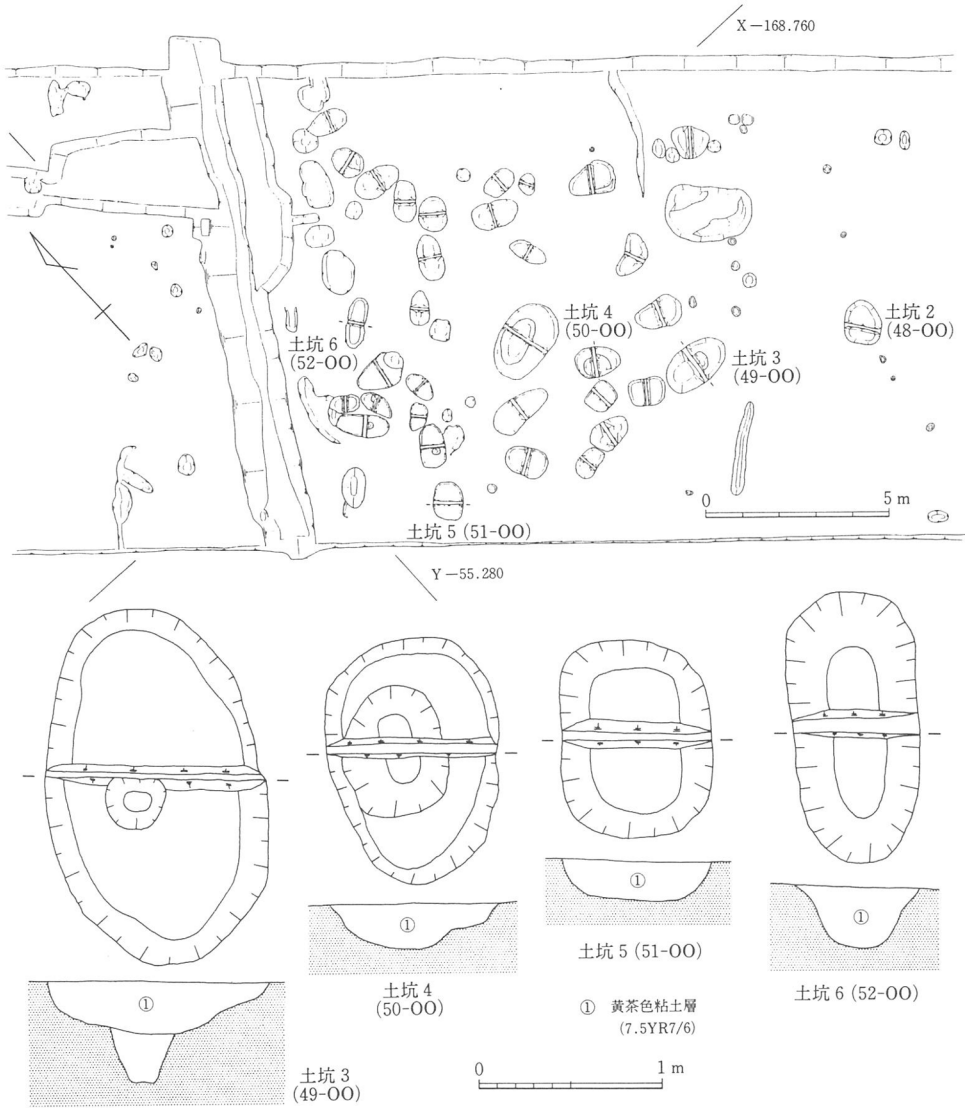 X −168.760
土坑 4
(50-OO)
土坑 2
(48-OO)
土坑 6
(52-OO)
土坑 3
(49-OO)
0 5 m
土坑 5 (51-OO)
Y −55.280
①
①
①
①
土坑 5 (51-OO)
土坑 4
(50-OO)
土坑 6 (52-OO)
① 黄茶色粘土層
(7.5YR7/6)
土坑 3
(49-OO)
0 1 m